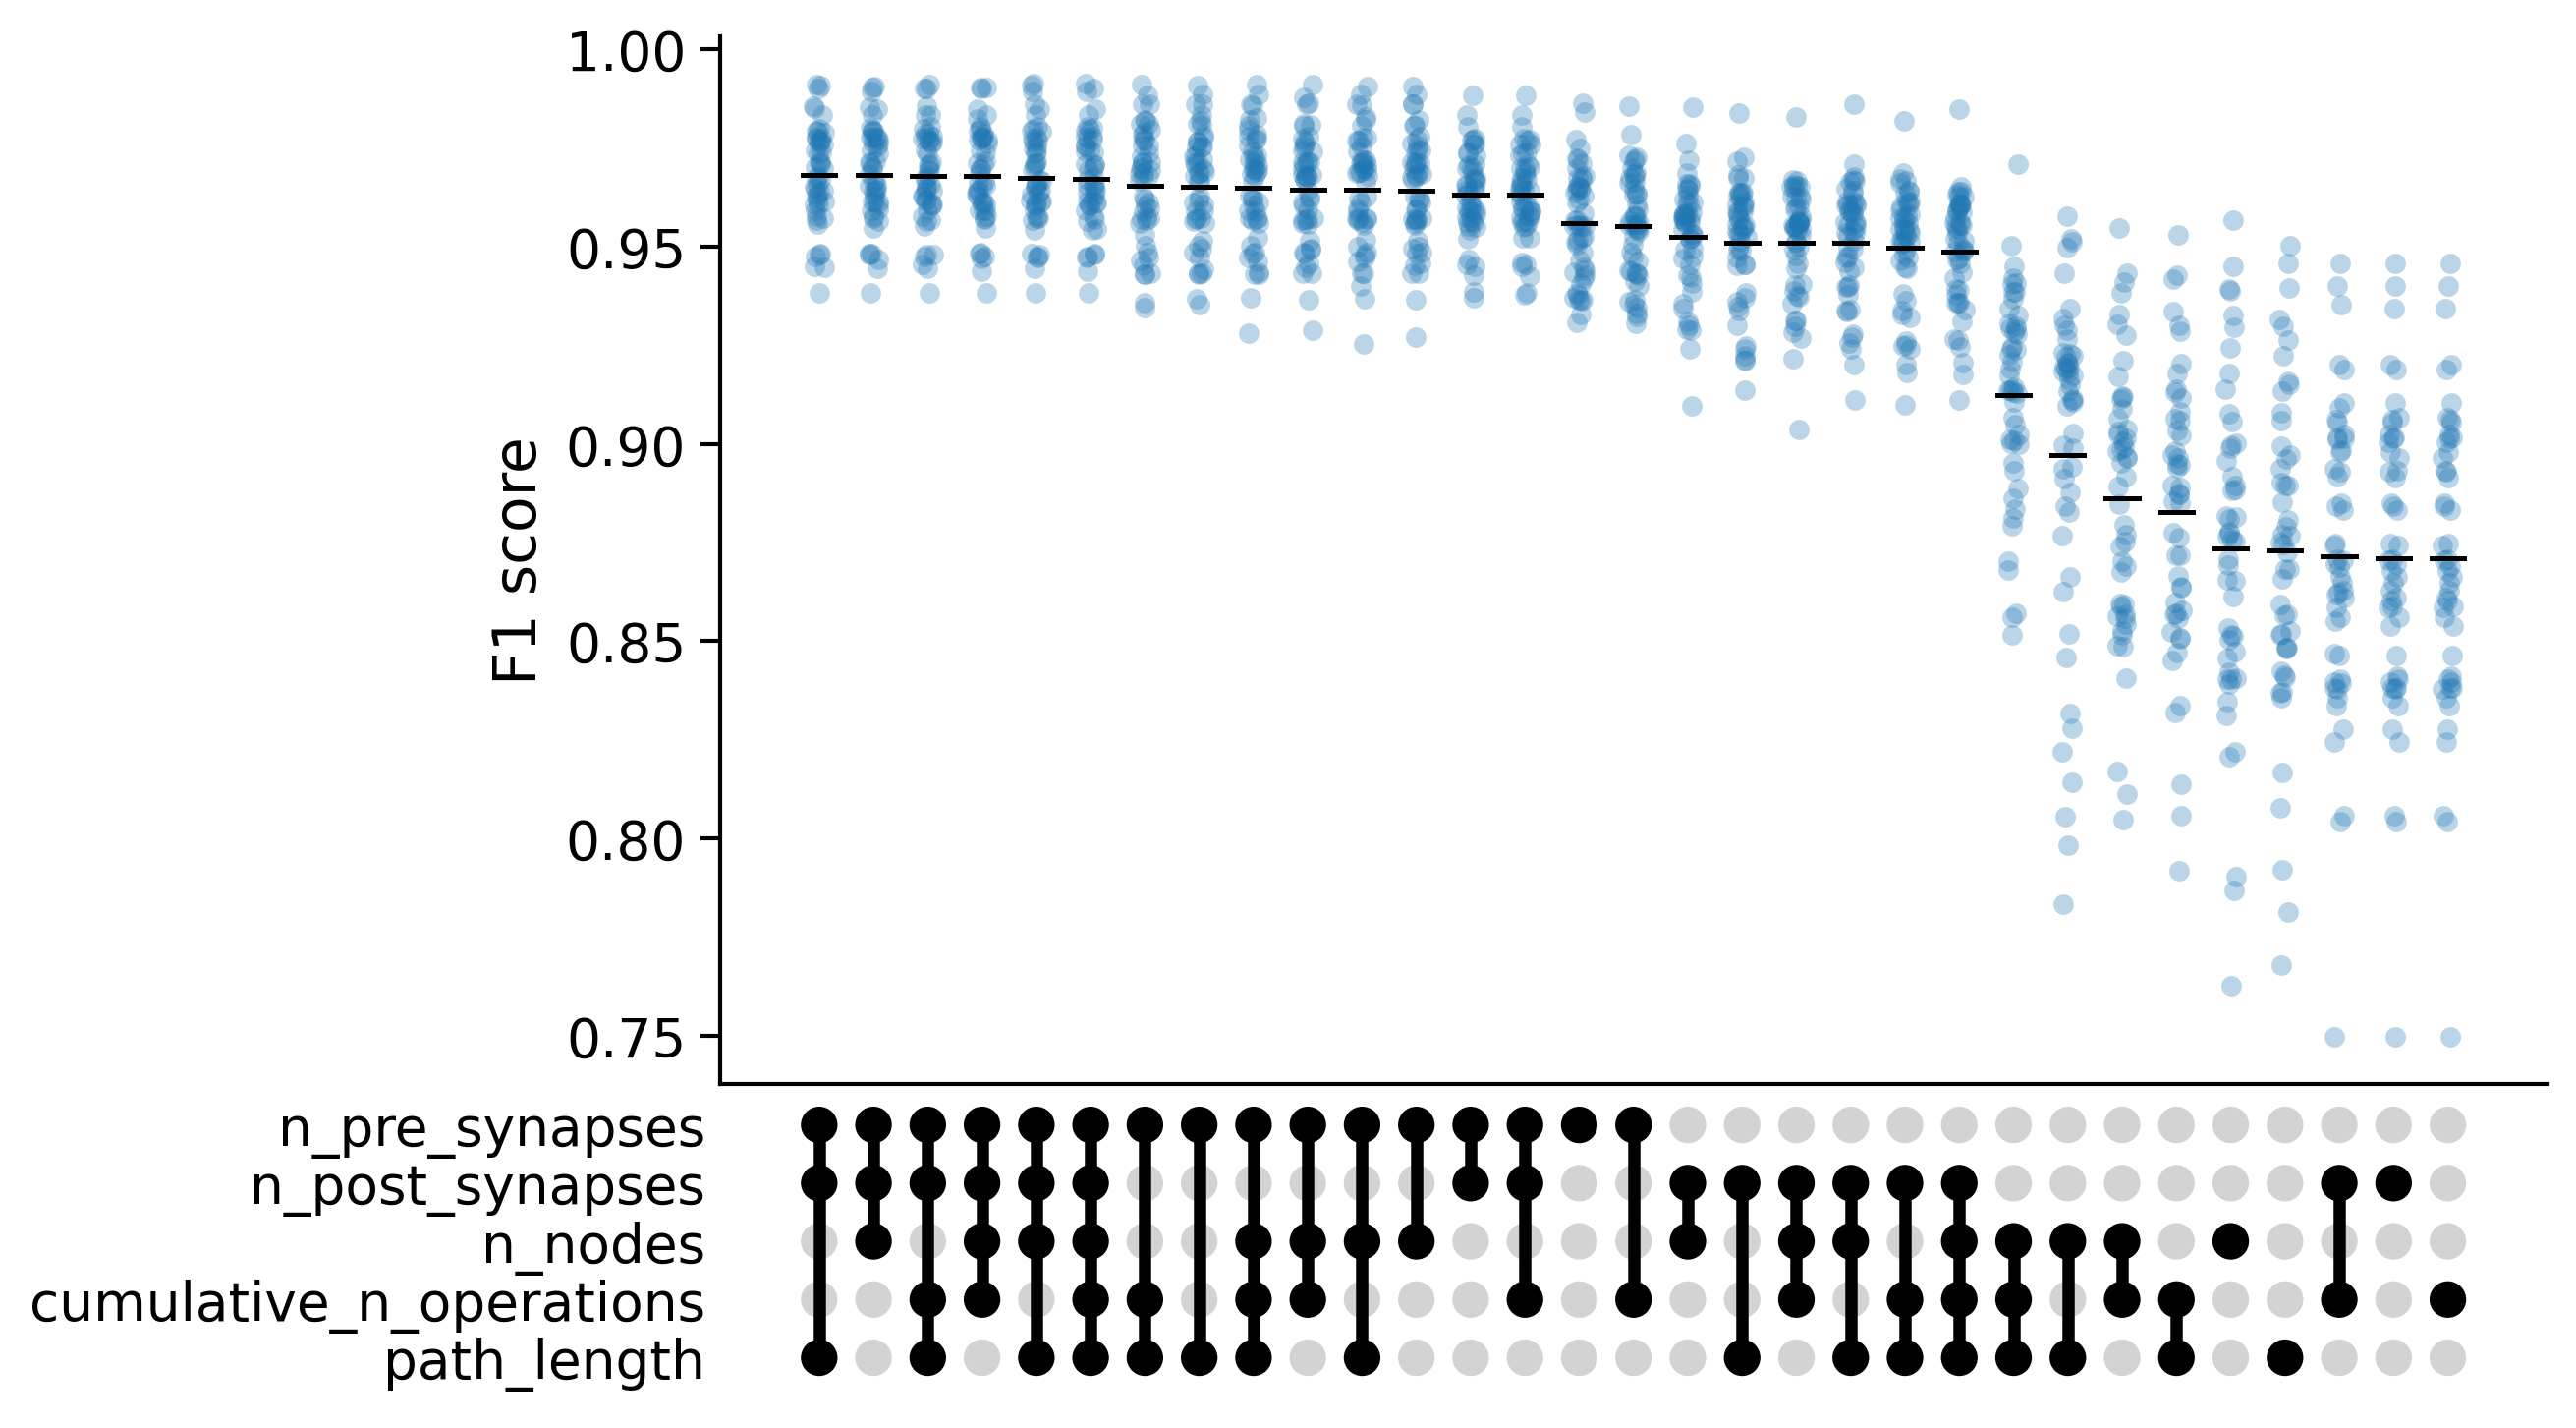 1.00
0.95
0.90
0.85
0.80
0.75
F1 score
n_pre_synapses
n_post_synapses
n_nodes
cumulative_n_operations
path_length